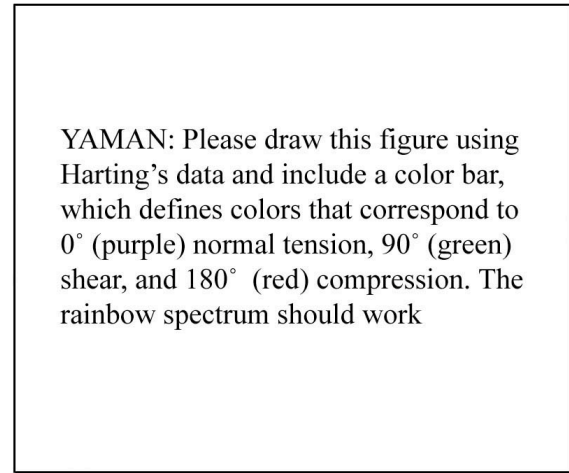 YAMAN: Please draw this figure using
Harting’s data and include a color bar,
which defines colors that correspond to
0° (purple) normal tension, 90° (green)
shear, and 180°  (red) compression. The
rainbow spectrum should work